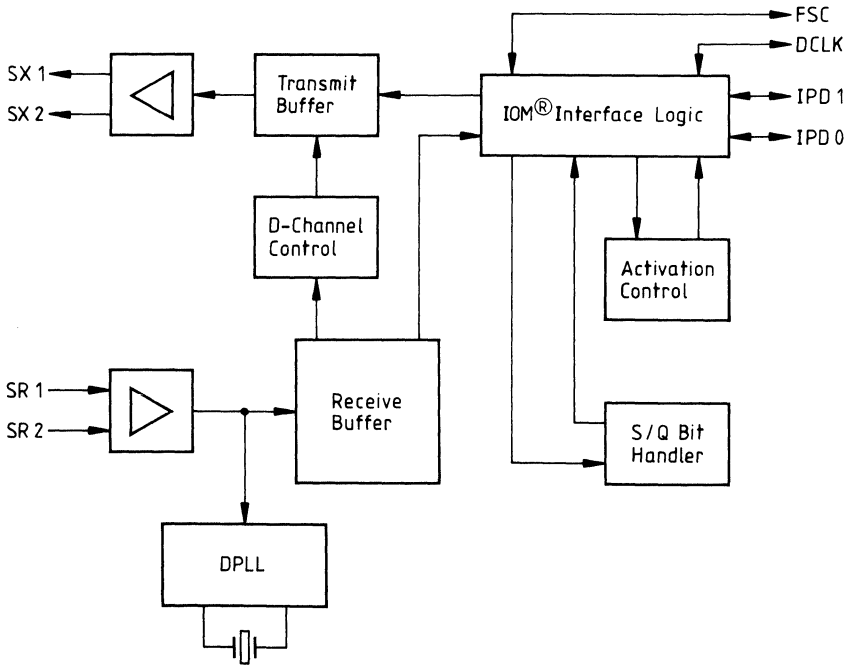 FSC
DCLK
SX 1
SX 2
Transmit
Buffer
IOM® Interface Logic
IPD 1
IPD 0
D-Channel
Control
Activation
Control
SR 1
SR 2
Receive
Buffer
S/Q Bit
Handler
DPLL